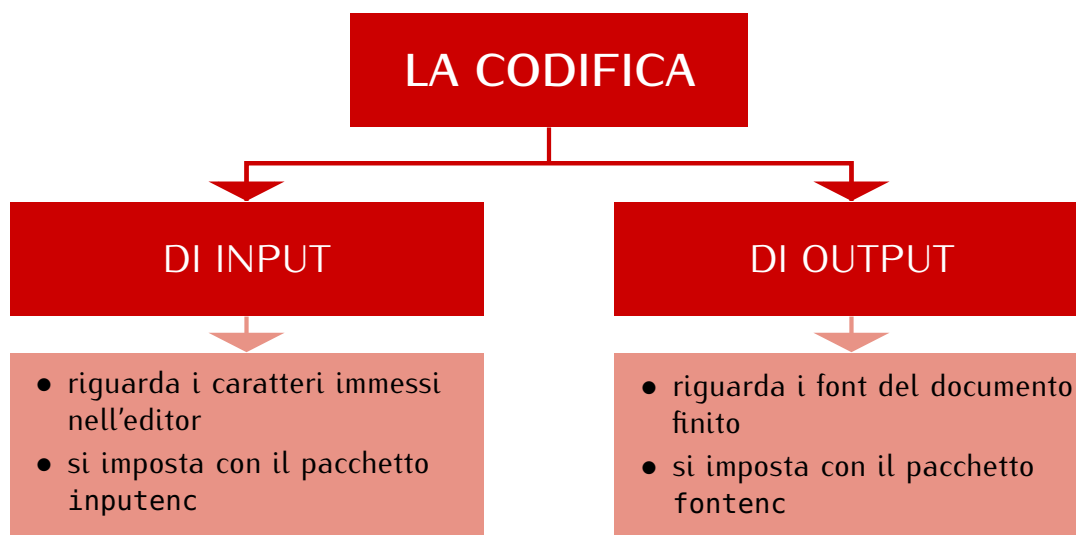 LA CODIFICA
DI INPUT
• riguarda i caratteri immessi
nell'editor
• si imposta con il pacchetto
inputenc
DI OUTPUT
• riguarda i font del documento
finito
• si imposta con il pacchetto
fontenc